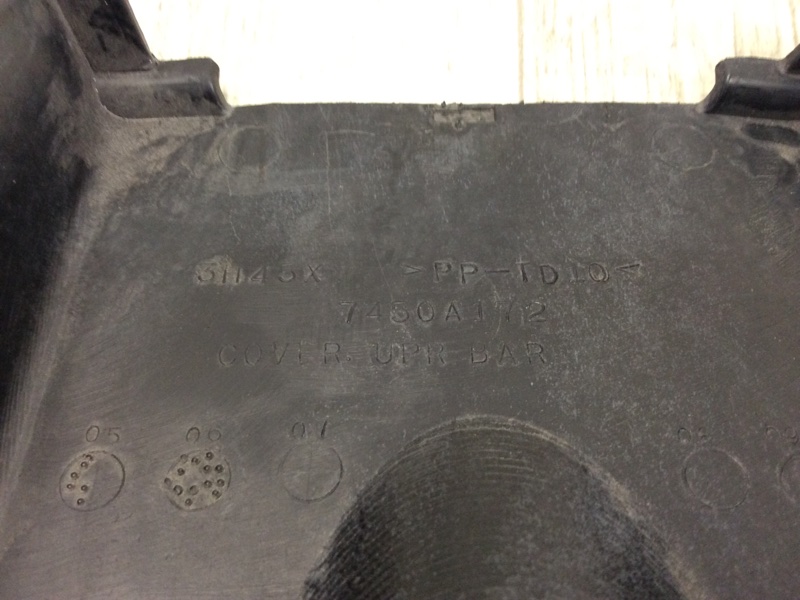 >PP-TD10<
7450A172
COVER-UPR BAR
05 06 07